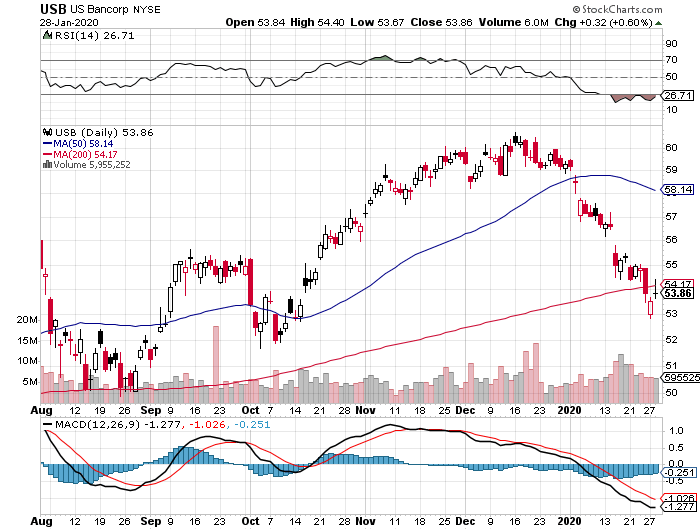 USB US Bancorp NYSE © StockCharts.com
28-Jan-2020 Open 53.84 High 54.40 Low 53.67 Close 53.86 Volume 6.0M Chg +0.32 (+0.60%)
RSI(14) 26.71
90
70
50
30
26.71
10
USB (Daily) 53.86
MA(50) 58.14
MA(200) 54.17
Volume 5,955,252
60
59
58.14
58
57
56
55
54.17
53.86
53
52
51
50
20M
15M
10M
5M
5955252
Aug 12 19 26 Sep 9 16 23 Oct 7 14 21 28 Nov 11 18 25 Dec 9 16 23 2020 13 21 27
MACD(12,26,9) -1.277, -1.026, -0.251
1.0
0.5
0.0
-0.251
-0.5
-1.026
-1.277
Aug 12 19 26 Sep 9 16 23 Oct 7 14 21 28 Nov 11 18 25 Dec 9 16 23 2020 13 21 27